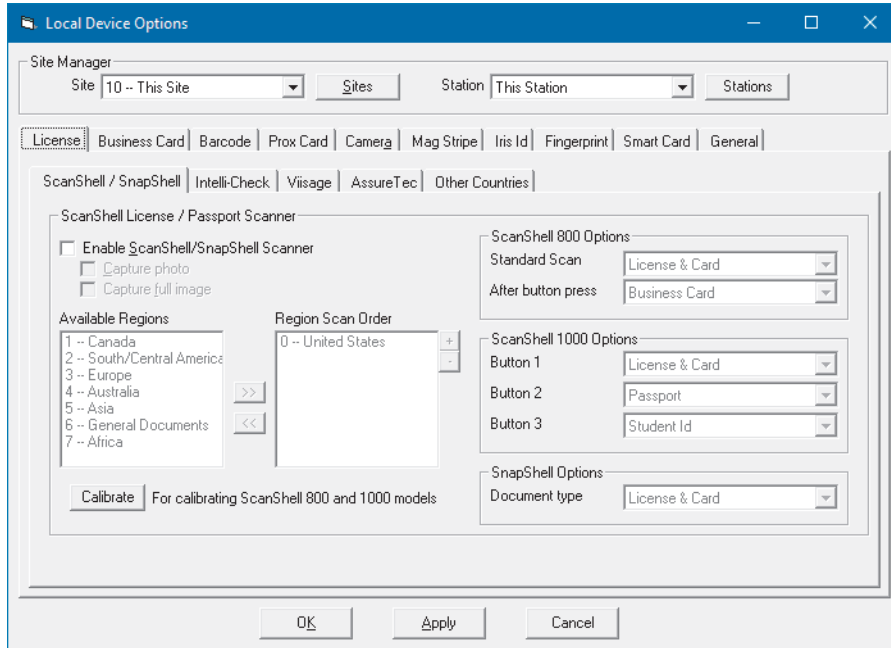 Local Device Options
Site Manager
Site 10 -- This Site Sites Station This Station Stations
License Business Card Barcode Prox Card Camera Mag Stripe Iris Id Fingerprint Smart Card General
ScanShell / SnapShell Intelli-Check Viisage AssureTec Other Countries
ScanShell License / Passport Scanner
Enable ScanShell/SnapShell Scanner
Capture photo
Capture full image
Available Regions
1 -- Canada
2 -- South/Central America
3 -- Europe
4 -- Australia
5 -- Asia
6 -- General Documents
7 -- Africa
>>
<<
Region Scan Order
0 -- United States
+
-
Calibrate For calibrating ScanShell 800 and 1000 models
ScanShell 800 Options
Standard Scan License & Card
After button press Business Card
ScanShell 1000 Options
Button 1 License & Card
Button 2 Passport
Button 3 Student Id
SnapShell Options
Document type License & Card
OK Apply Cancel